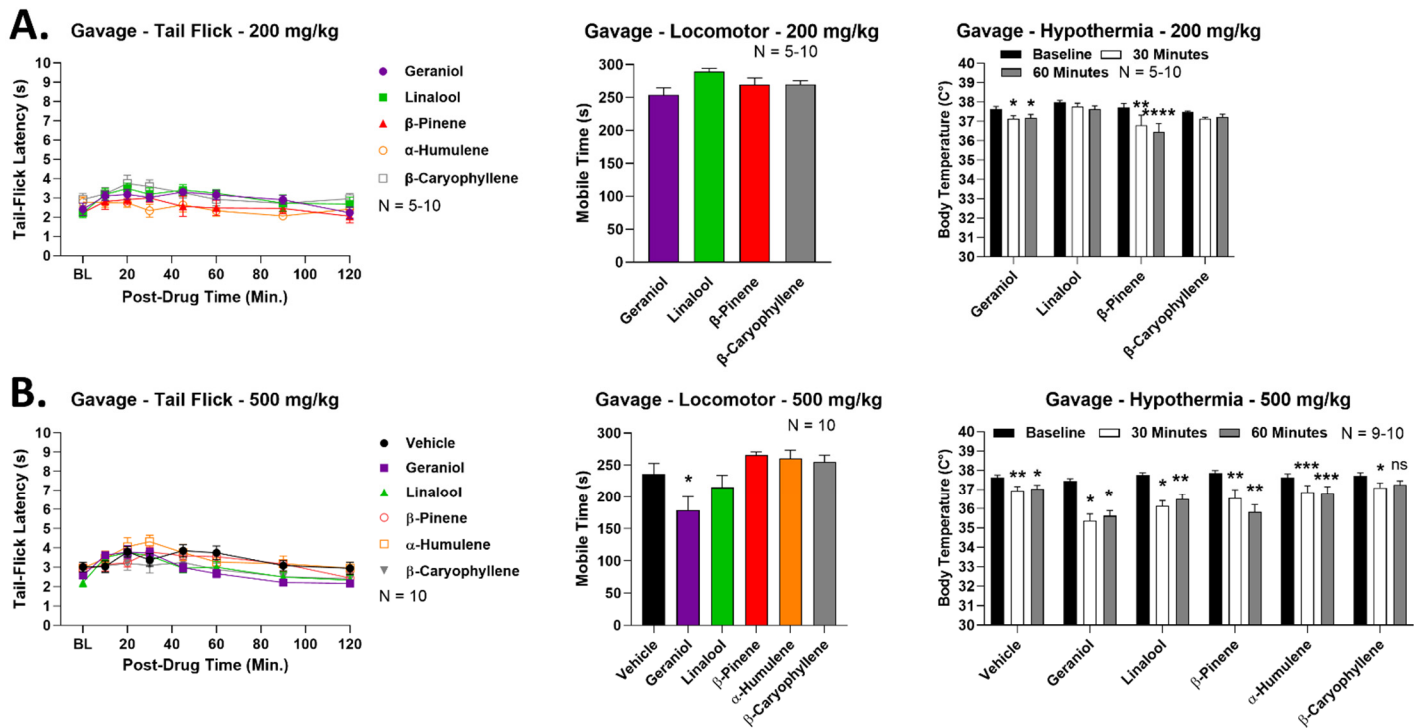 A.
Gavage - Tail Flick - 200 mg/kg
Tail-Flick Latency (s)
10
9
8
7
6
5
4
3
2
1
0
BL 20 40 60 80 100 120
Post-Drug Time (Min.)
Geraniol
Linalool
β-Pinene
α-Humulene
β-Caryophyllene
N = 5-10
Gavage - Locomotor - 200 mg/kg
N = 5-10
Mobile Time (s)
300
250
200
150
100
50
0
Geraniol
Linalool
β-Pinene
β-Caryophyllene
Gavage - Hypothermia - 200 mg/kg
Baseline 30 Minutes
60 Minutes N = 5-10
Body Temperature (C°)
40
39
38
37
36
35
34
33
32
31
30
* *
** ****
Geraniol
Linalool
β-Pinene
β-Caryophyllene
B.
Gavage - Tail Flick - 500 mg/kg
Tail-Flick Latency (s)
10
9
8
7
6
5
4
3
2
1
0
BL 20 40 60 80 100 120
Post-Drug Time (Min.)
Vehicle
Geraniol
Linalool
β-Pinene
α-Humulene
β-Caryophyllene
N = 10
Gavage - Locomotor - 500 mg/kg
N = 10
Mobile Time (s)
300
250
200
150
100
50
0
*
Vehicle
Geraniol
Linalool
β-Pinene
α-Humulene
β-Caryophyllene
Gavage - Hypothermia - 500 mg/kg
Baseline 30 Minutes 60 Minutes N = 9-10
Body Temperature (C°)
40
39
38
37
36
35
34
33
32
31
30
** *
* *
* **
** **
*** ***
* ns
Vehicle
Geraniol
Linalool
β-Pinene
α-Humulene
β-Caryophyllene